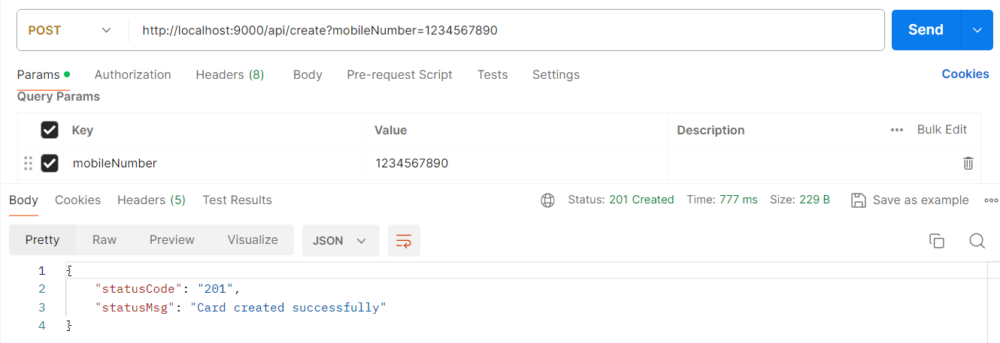 POST http://localhost:9000/api/create?mobileNumber=1234567890 Send
Params Authorization Headers (8) Body Pre-request Script Tests Settings Cookies
Query Params
Key Value Description ••• Bulk Edit
mobileNumber 1234567890
Body Cookies Headers (5) Test Results Status: 201 Created Time: 777 ms Size: 229 B Save as example
Pretty Raw Preview Visualize JSON
1 {
2 "statusCode": "201",
3 "statusMsg": "Card created successfully"
4 }